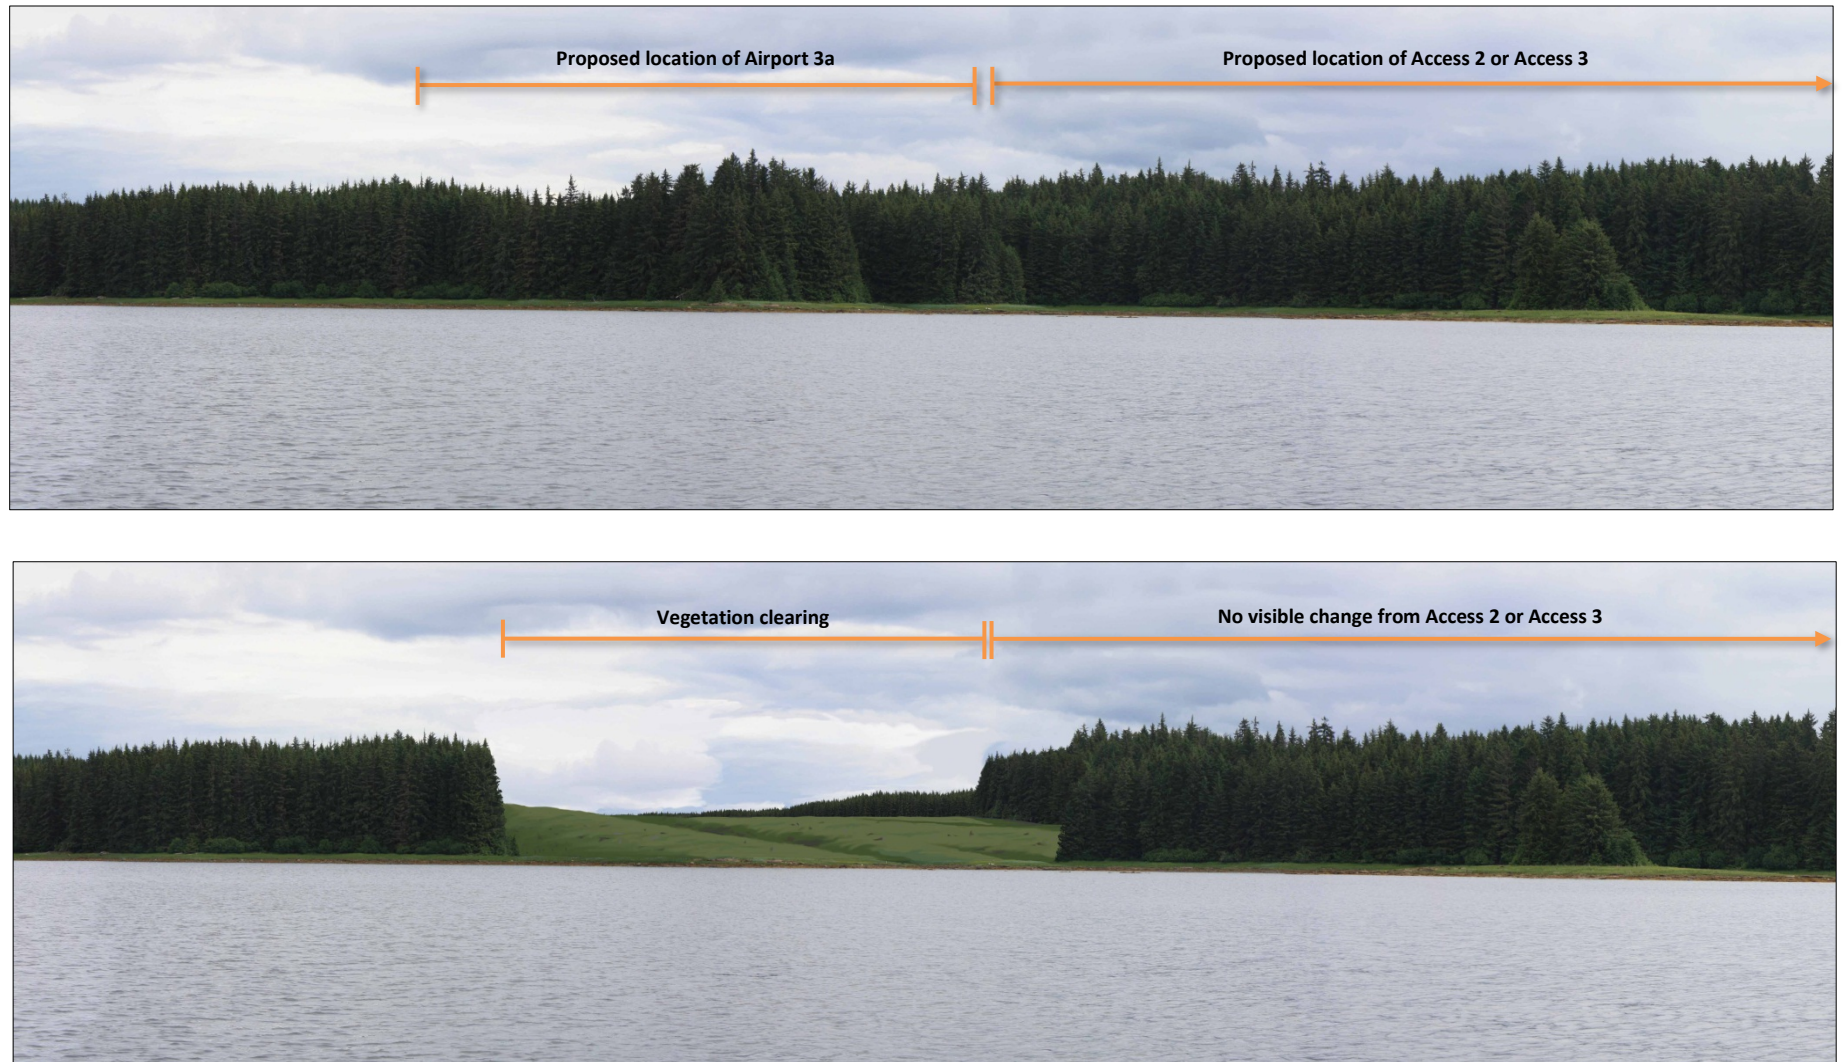 Proposed location of Airport 3a
Proposed location of Access 2 or Access 3
Vegetation clearing
No visible change from Access 2 or Access 3